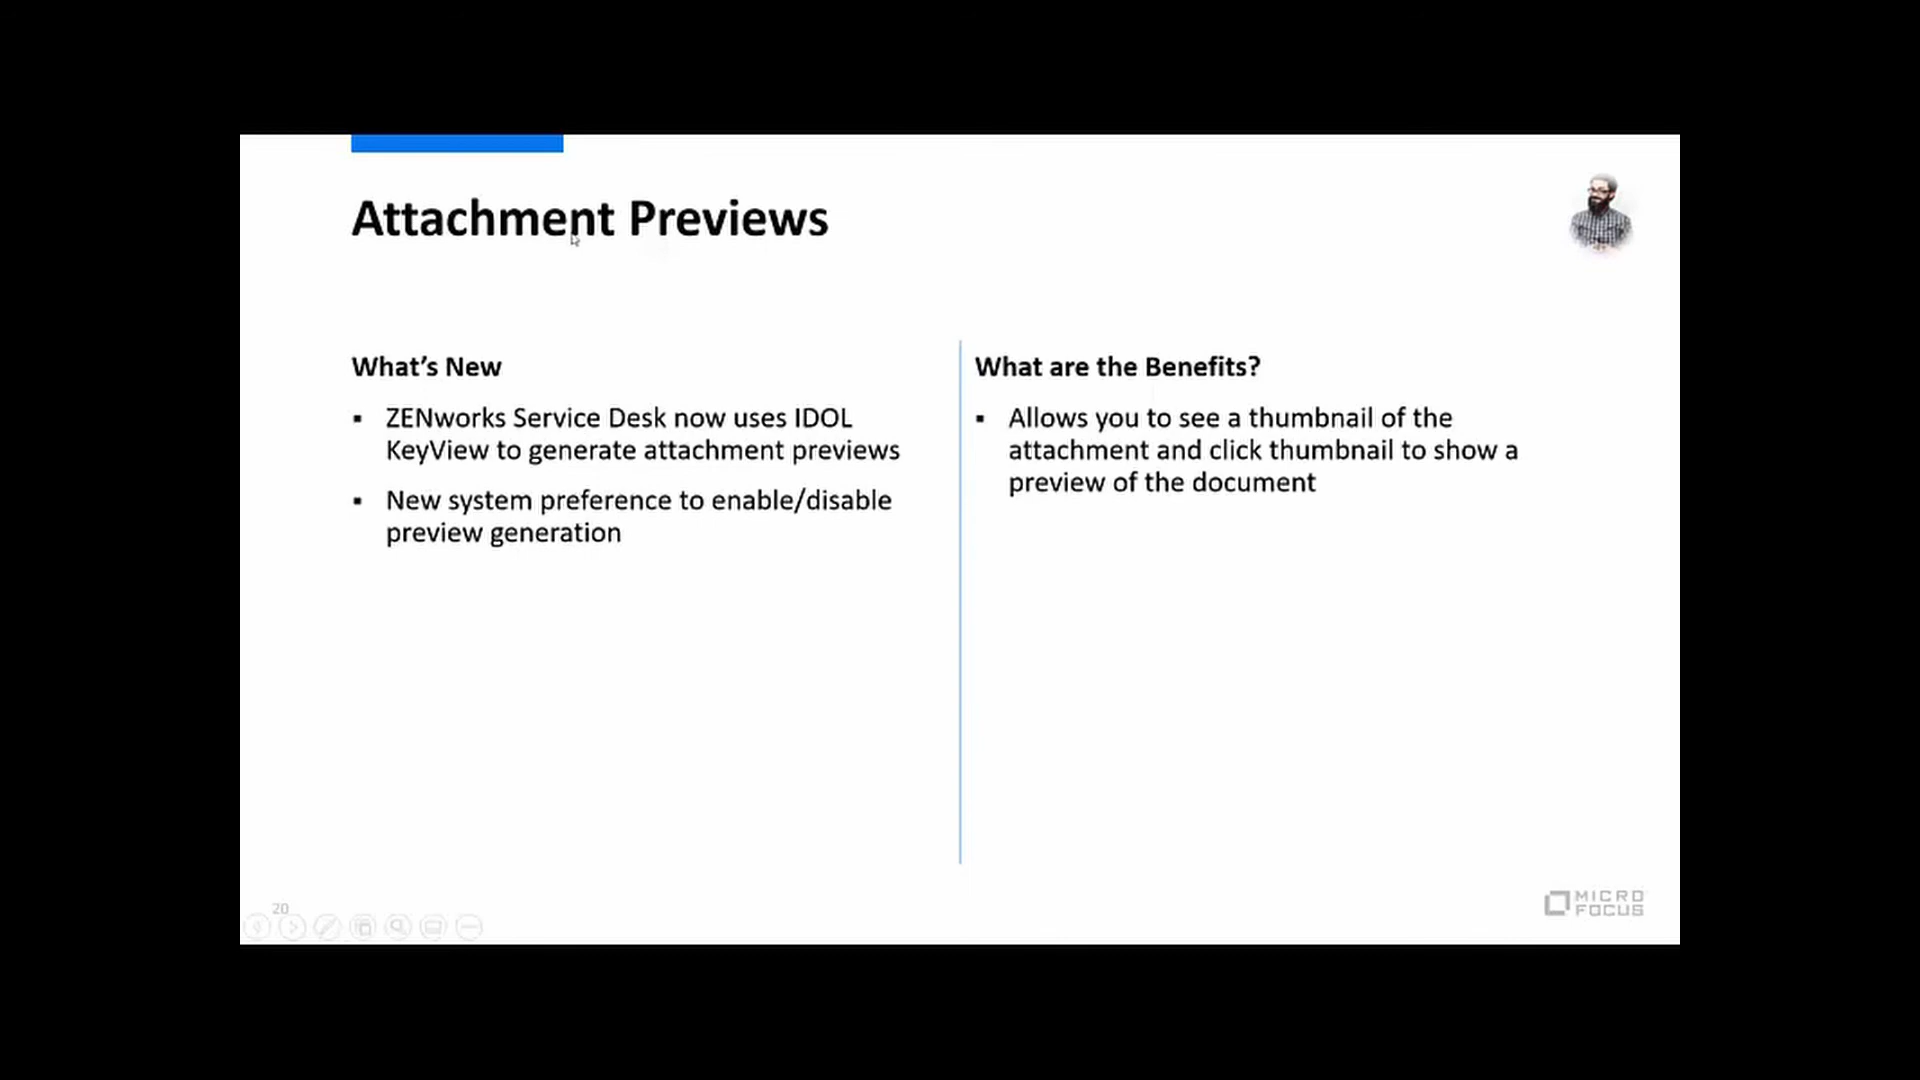 Attachment Previews
What's New
▪ ZENworks Service Desk now uses IDOL
KeyView to generate attachment previews
▪ New system preference to enable/disable
preview generation
What are the Benefits?
▪ Allows you to see a thumbnail of the
attachment and click thumbnail to show a
preview of the document
20
MICRO
FOCUS